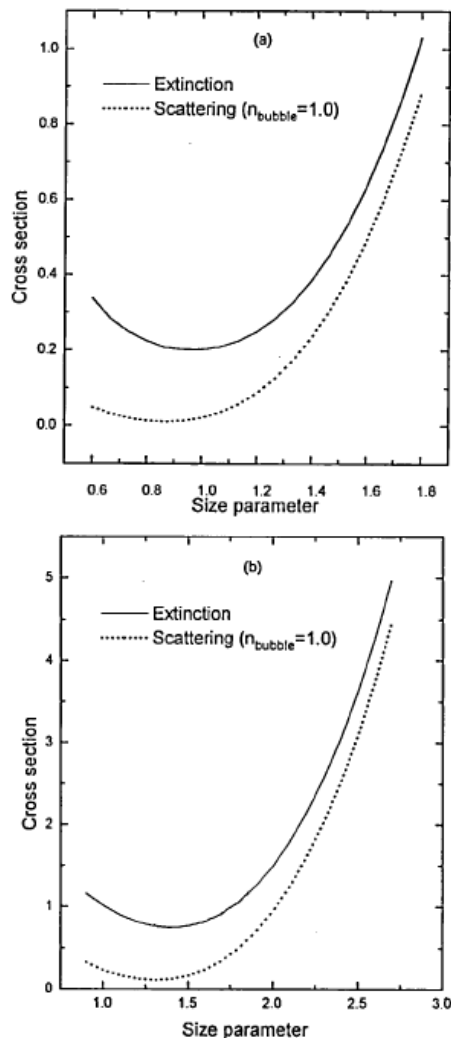 (a)
1.0
Extinction
Scattering (n_bubble=1.0)
0.8
0.6
Cross section
0.4
0.2
0.0
0.6 0.8 1.0 1.2 1.4 1.6 1.8
Size parameter
(b)
5
Extinction
Scattering (n_bubble=1.0)
4
3
Cross section
2
1
0
1.0 1.5 2.0 2.5 3.0
Size parameter